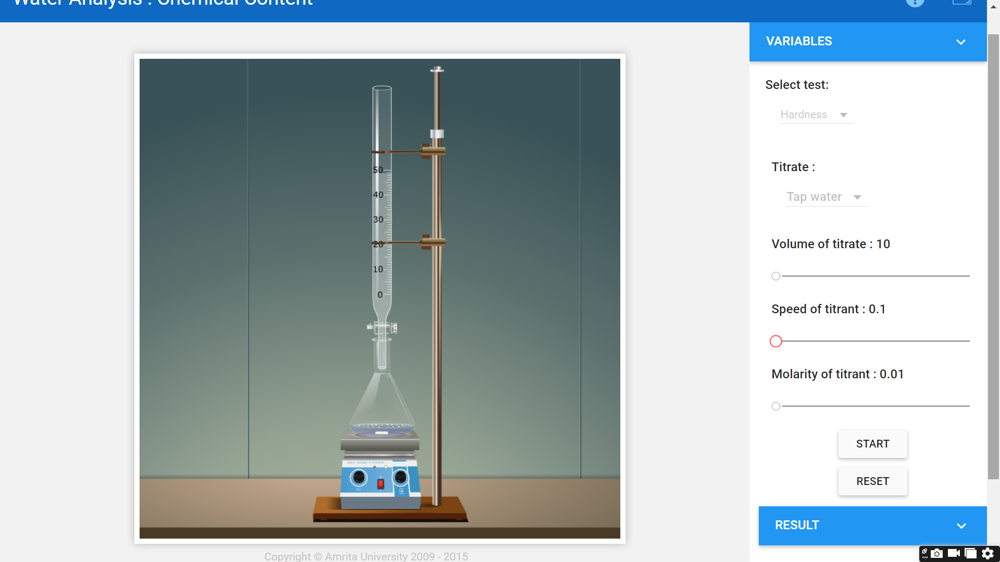 Water Analysis : Chemical Content
VARIABLES
Select test:
Hardness
Titrate :
Tap water
Volume of titrate : 10
Speed of titrant : 0.1
Molarity of titrant : 0.01
START
RESET
RESULT
50
40
30
20
10
0
Copyright © Amrita University 2009 - 2015